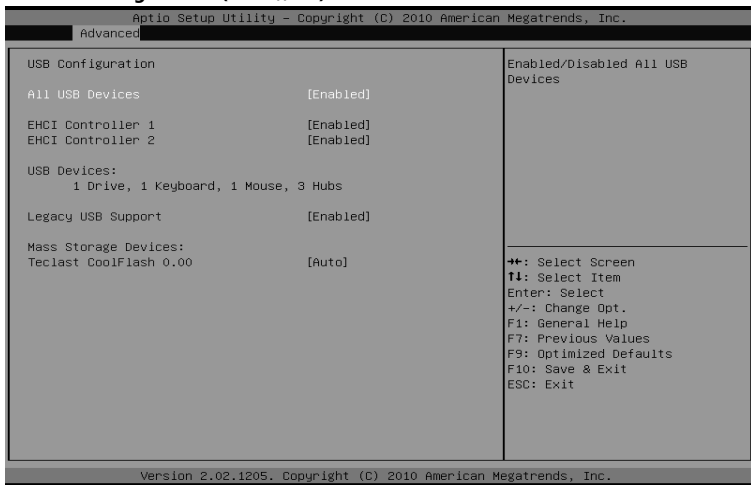 Aptio Setup Utility – Copyright (C) 2010 American Megatrends, Inc.
Advanced
USB Configuration
All USB Devices [Enabled]
EHCI Controller 1 [Enabled]
EHCI Controller 2 [Enabled]
USB Devices:
1 Drive, 1 Keyboard, 1 Mouse, 3 Hubs
Legacy USB Support [Enabled]
Mass Storage Devices:
Teclast CoolFlash 0.00 [Auto]
Enabled/Disabled All USB
Devices
→←: Select Screen
↑↓: Select Item
Enter: Select
+/-: Change Opt.
F1: General Help
F7: Previous Values
F9: Optimized Defaults
F10: Save & Exit
ESC: Exit
Version 2.02.1205. Copyright (C) 2010 American Megatrends, Inc.